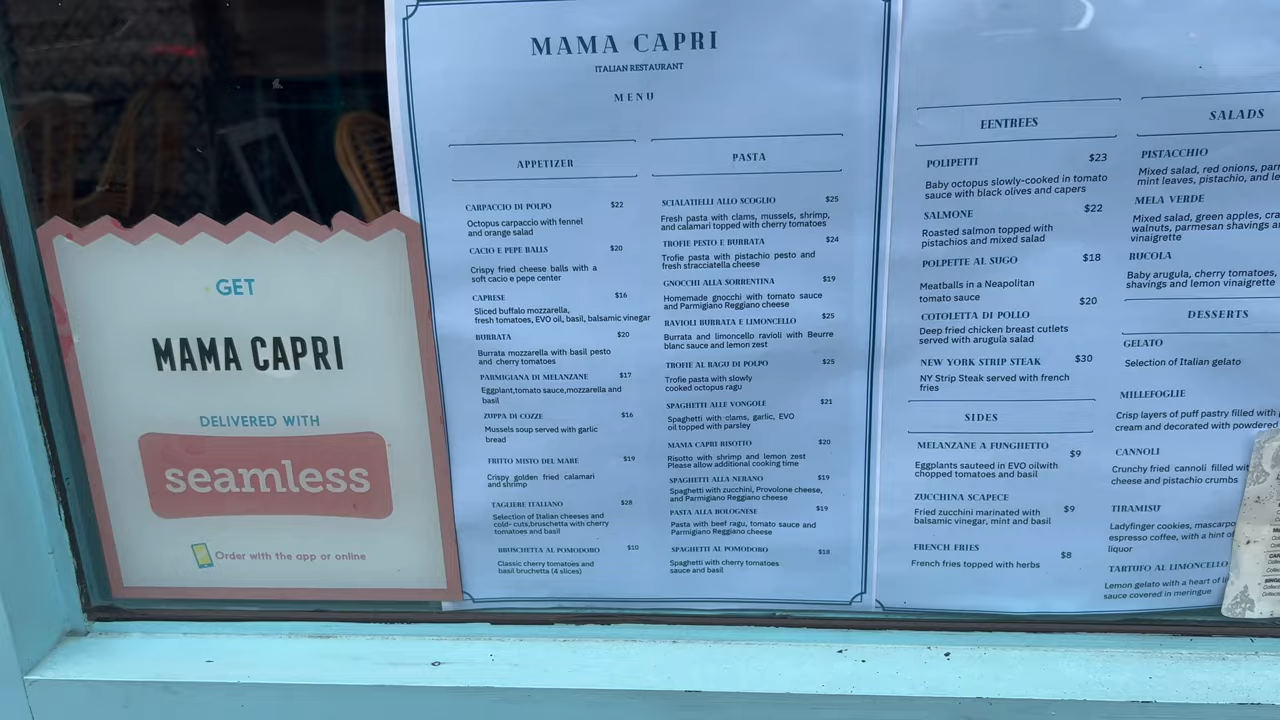 GET
MAMA CAPRI
DELIVERED WITH
seamless
Order with the app or online
MAMA CAPRI
ITALIAN RESTAURANT
MENU
APPETIZER
CARPACCIO DI POLPO $22
Octopus carpaccio with fennel
and orange salad
CACIO E PEPE BALLS $20
Crispy fried cheese balls with a
soft cacio e pepe center
CAPRESE $16
Sliced buffalo mozzarella,
fresh tomatoes, EVO oil, basil, balsamic vinegar
BURRATA $20
Burrata mozzarella with basil pesto
and cherry tomatoes
PARMIGIANA DI MELANZANE $17
Eggplant,tomato sauce,mozzarella and
basil
ZUPPA DI COZZE $16
Mussels soup served with garlic
bread
FRITTO MISTO DEL MARE $19
Crispy golden fried calamari
and shrimp
TAGLIERE ITALIANO $28
Selection of Italian cheeses and
cold- cuts,bruschetta with cherry
tomatoes and basil
BRUSCHETTA AL POMODORO $10
Classic cherry tomatoes and
basil bruchetta (4 slices)
PASTA
SCIALATIELLI ALLO SCOGLIO $25
Fresh pasta with clams, mussels, shrimp,
and calamari topped with cherry tomatoes
TROFIE PESTO E BURRATA $24
Trofie pasta with pistachio pesto and
fresh stracciatella cheese
GNOCCHI ALLA SORRENTINA $19
Homemade gnocchi with tomato sauce
and Parmigiano Reggiano cheese
RAVIOLI BURRATA E LIMONCELLO $25
Burrata and limoncello ravioli with Beurre
blanc sauce and lemon zest
TROFIE AL RAGU DI POLPO $25
Trofie pasta with slowly
cooked octopus ragu
SPAGHETTI ALLE VONGOLE $21
Spaghetti with clams, garlic, EVO
oil topped with parsley
MAMA CAPRI RISOTTO $20
Risotto with shrimp and lemon zest
Please allow additional cooking time
SPAGHETTI ALLA NERANO $19
Spaghetti with zucchini, Provolone cheese,
and Parmigiano Reggiano cheese
PASTA ALLA BOLOGNESE $19
Pasta with beef ragu, tomato sauce and
Parmigiano Reggiano cheese
SPAGHETTI AL POMODORO $18
Spaghetti with cherry tomatoes
sauce and basil
EENTREES
POLIPETTI $23
Baby octopus slowly-cooked in tomato
sauce with black olives and capers
SALMONE $22
Roasted salmon topped with
pistachios and mixed salad
POLPETTE AL SUGO $18
Meatballs in a Neapolitan
tomato sauce
COTOLETTA DI POLLO $20
Deep fried chicken breast cutlets
served with arugula salad
NEW YORK STRIP STEAK $30
NY Strip Steak served with french
fries
SIDES
MELANZANE A FUNGHETTO $9
Eggplants sauteed in EVO oilwith
chopped tomatoes and basil
ZUCCHINA SCAPECE $9
Fried zucchini marinated with
balsamic vinegar, mint and basil
FRENCH FRIES $8
French fries topped with herbs
SALADS
PISTACCHIO
Mixed salad, red onions,
mint leaves, pistachio, and
MELA VERDE
Mixed salad, green apples,
walnuts, parmesan shavings
vinaigrette
RUCOLA
Baby arugula, cherry tomatoes,
shavings and lemon vinaigrette
DESSERTS
GELATO
Selection of Italian gelato
MILLEFOGLIE
Crisp layers of puff pastry filled with
cream and decorated with powdered
CANNOLI
Crunchy fried cannoli filled
cheese and pistachio crumbs
TIRAMISU'
Ladyfinger cookies,
espresso coffee, with a hint
liquor
TARTUFO AL LIMONCELLO
Lemon gelato with a heart of
sauce covered in meringue